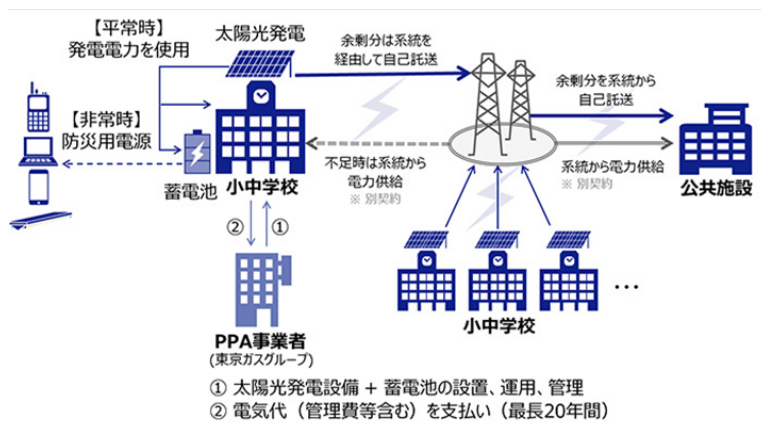 【平常時】
発電電力を使用
太陽光発電
余剰分は系統を
経由して自己託送
余剰分を系統から
自己託送
【非常時】
防災用電源
蓄電池
小中学校
不足時は系統から
電力供給
※ 別契約
系統から電力供給
※ 別契約
公共施設
② ①
小中学校
…
PPA事業者
(東京ガスグループ)
① 太陽光発電設備 + 蓄電池の設置、運用、管理
② 電気代（管理費等含む）を支払い（最長20年間）